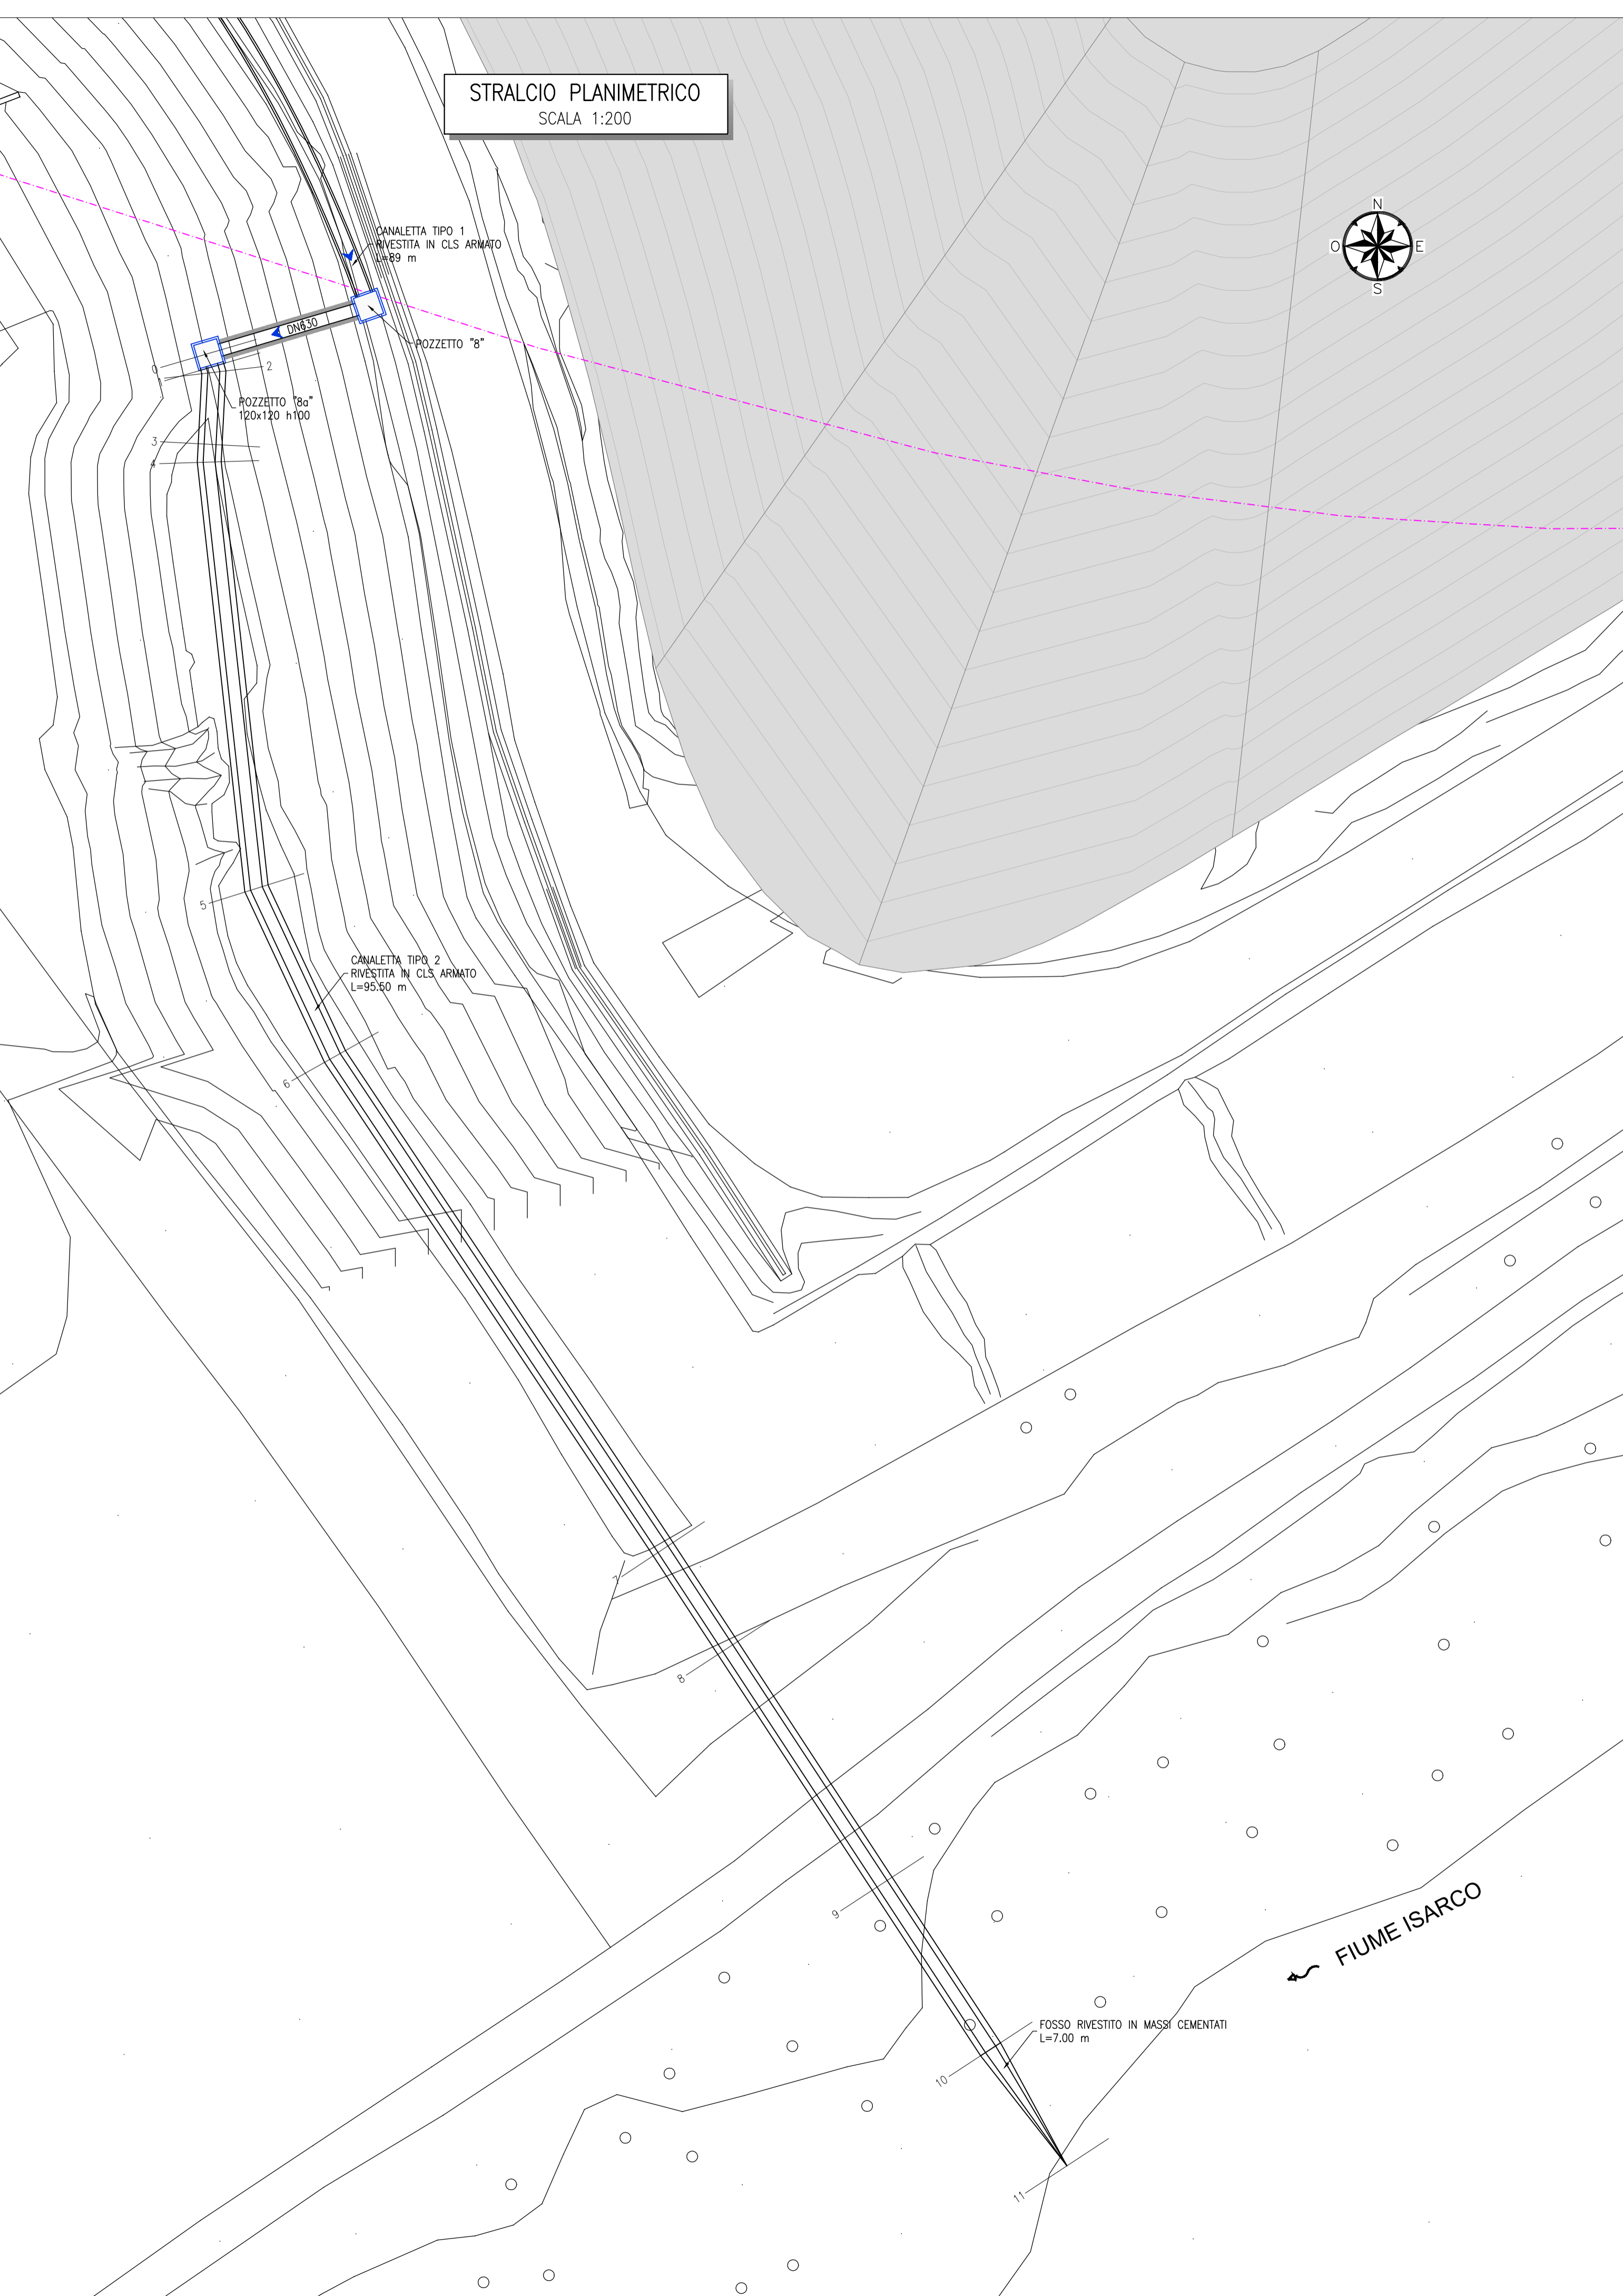 STRALCIO PLANIMETRICO
SCALA 1:200
N
O
E
S
CANALETTA TIPO 1
RIVESTITA IN CLS ARMATO
L=89 m
DN630
POZZETTO "8"
0
1
2
POZZETTO "8a"
120x120 h100
3
4
5
CANALETTA TIPO 2
RIVESTITA IN CLS ARMATO
L=95.50 m
6
7
8
9
FIUME ISARCO
FOSSO RIVESTITO IN MASSI CEMENTATI
L=7.00 m
10
11